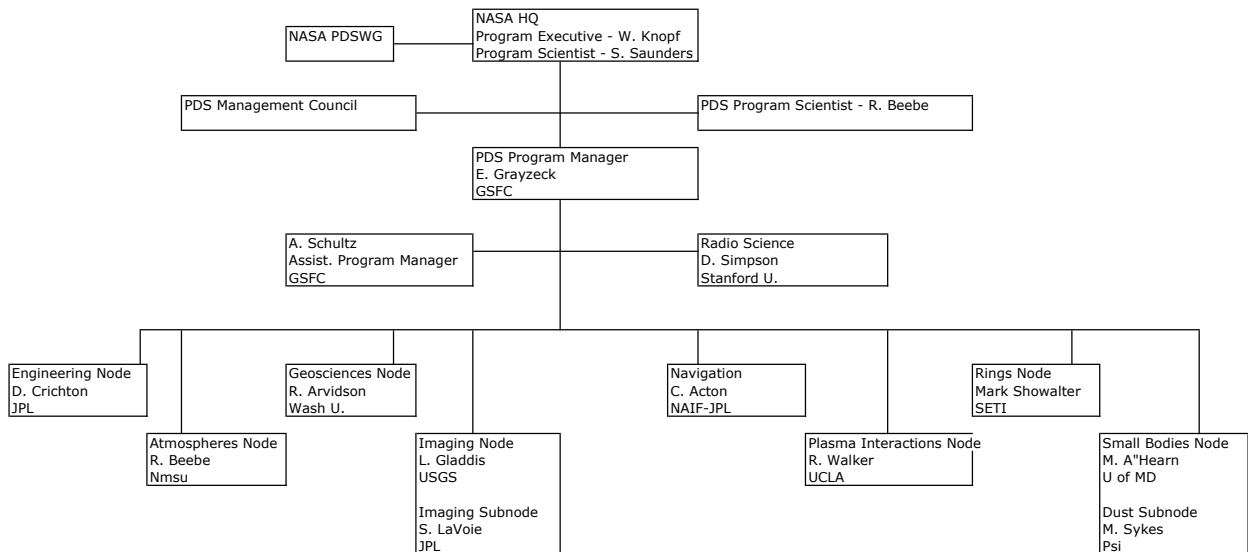 NASA HQ
Program Executive - W. Knopf
Program Scientist - S. Saunders
NASA PDSWG
PDS Management Council
PDS Program Scientist - R. Beebe
PDS Program Manager
E. Grayzeck
GSFC
A. Schultz
Assist. Program Manager
GSFC
Radio Science
D. Simpson
Stanford U.
Engineering Node
D. Crichton
JPL
Geosciences Node
R. Arvidson
Wash U.
Navigation
C. Acton
NAIF-JPL
Rings Node
Mark Showalter
SETI
Atmospheres Node
R. Beebe
Nmsu
Imaging Node
L. Gladdis
USGS
Imaging Subnode
S. LaVoie
JPL
Plasma Interactions Node
R. Walker
UCLA
Small Bodies Node
M. A"Hearn
U of MD
Dust Subnode
M. Sykes
Psi